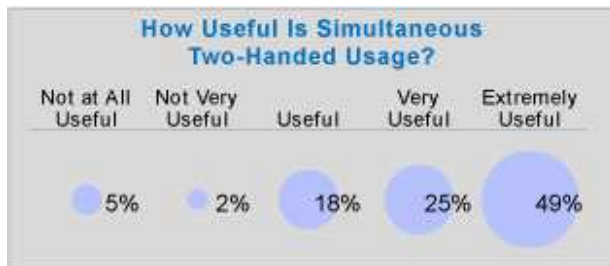 How Useful Is Simultaneous
Two-Handed Usage?
Not at All Useful
Not Very Useful
Useful
Very Useful
Extremely Useful
5%
2%
18%
25%
49%